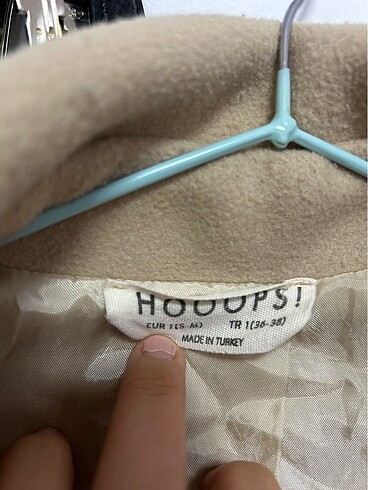 HOOOPS!
EUR 1(S-M) TR 1(36-38)
MADE IN TURKEY